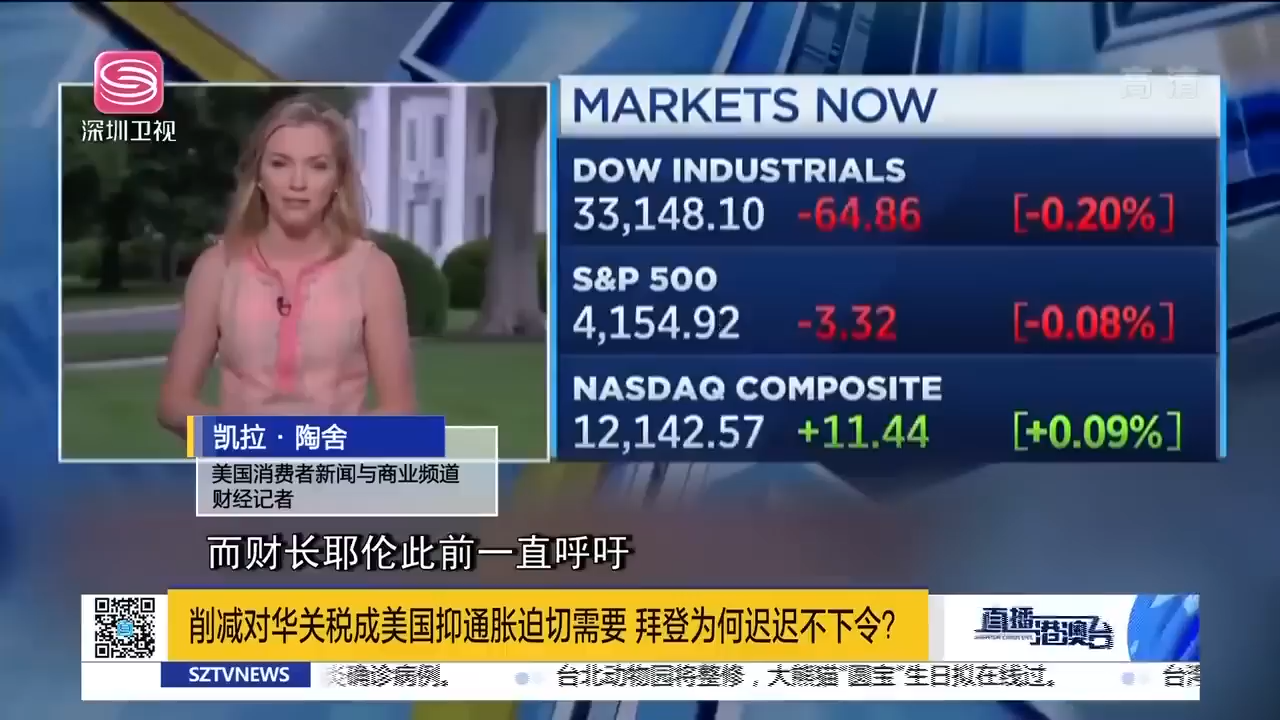 深圳卫视
高清
MARKETS NOW
DOW INDUSTRIALS
33,148.10 -64.86 [-0.20%]
S&P 500
4,154.92 -3.32 [-0.08%]
NASDAQ COMPOSITE
12,142.57 +11.44 [+0.09%]
凯拉·陶舍
美国消费者新闻与商业频道
财经记者
而财长耶伦此前一直呼吁
削减对华关税成美国抑通胀迫切需要 拜登为何迟迟不下令?
直播港澳台
SZTVNEWS
确诊病例。 台北动物园将整修，大熊猫"圆宝"生日拟在线过。